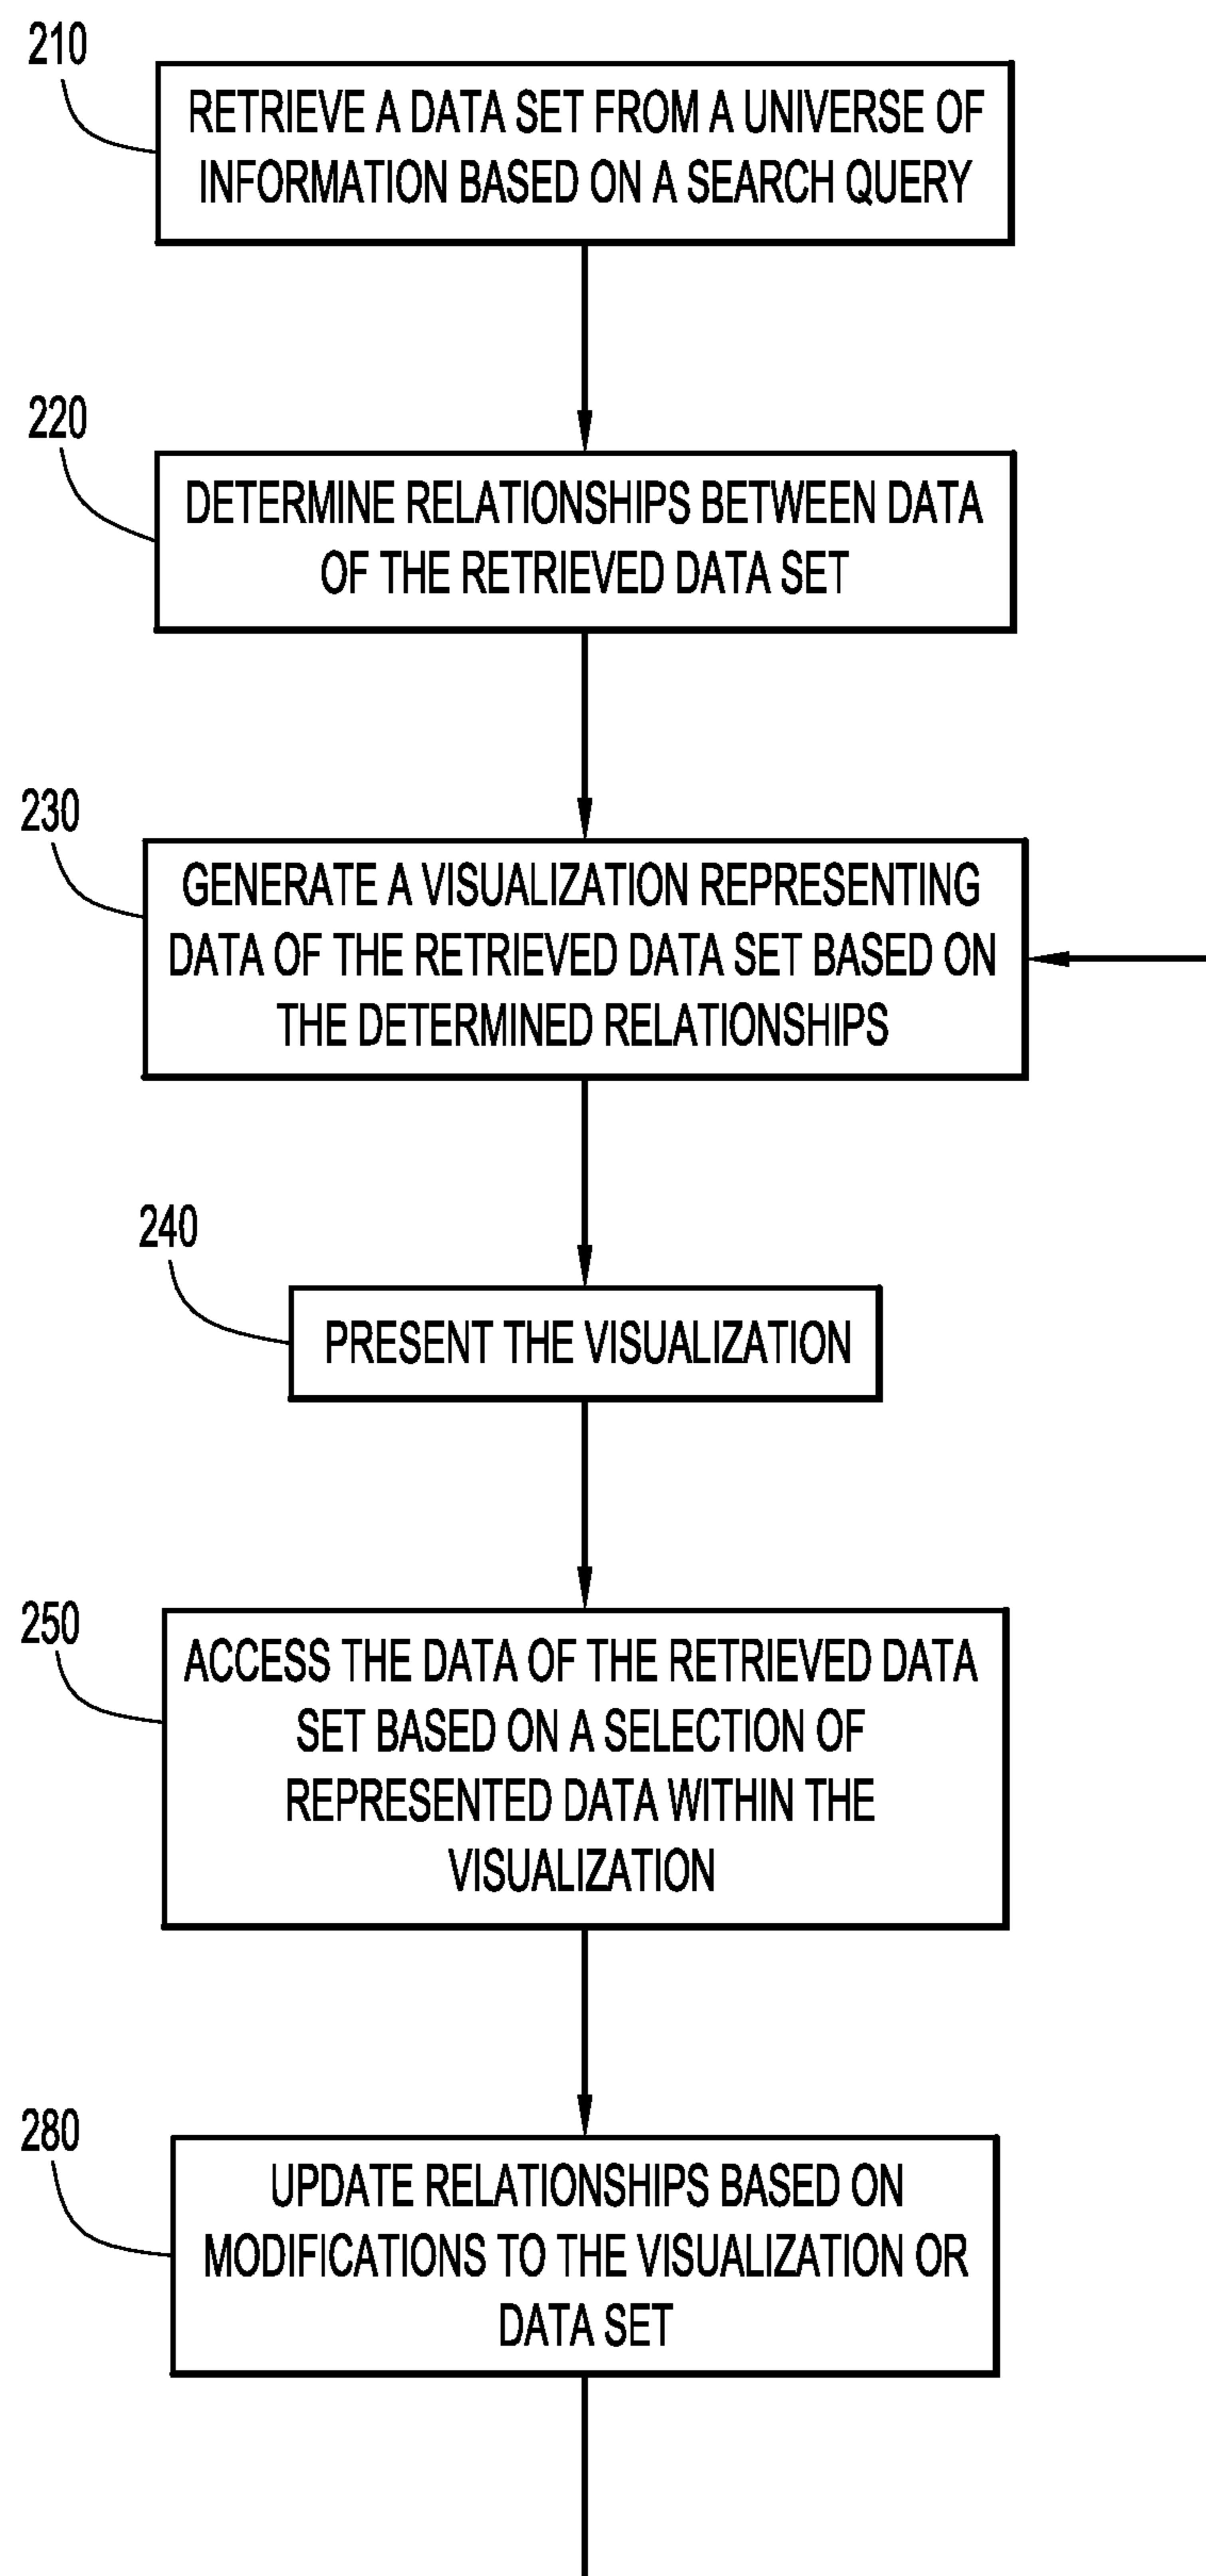 210
RETRIEVE A DATA SET FROM A UNIVERSE OF
INFORMATION BASED ON A SEARCH QUERY
220
DETERMINE RELATIONSHIPS BETWEEN DATA
OF THE RETRIEVED DATA SET
230
GENERATE A VISUALIZATION REPRESENTING
DATA OF THE RETRIEVED DATA SET BASED ON
THE DETERMINED RELATIONSHIPS
240
PRESENT THE VISUALIZATION
250
ACCESS THE DATA OF THE RETRIEVED DATA
SET BASED ON A SELECTION OF
REPRESENTED DATA WITHIN THE
VISUALIZATION
280
UPDATE RELATIONSHIPS BASED ON
MODIFICATIONS TO THE VISUALIZATION OR
DATA SET